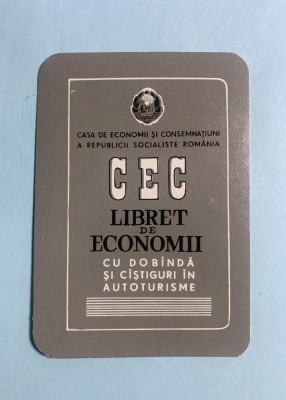 CASA DE ECONOMII ȘI CONSEMNAȚIUNI
A REPUBLICII SOCIALISTE ROMÂNIA
CEC
LIBRET
DE
ECONOMII
CU DOBÎNDĂ
ȘI CÎȘTIGURI ÎN
AUTOTURISME